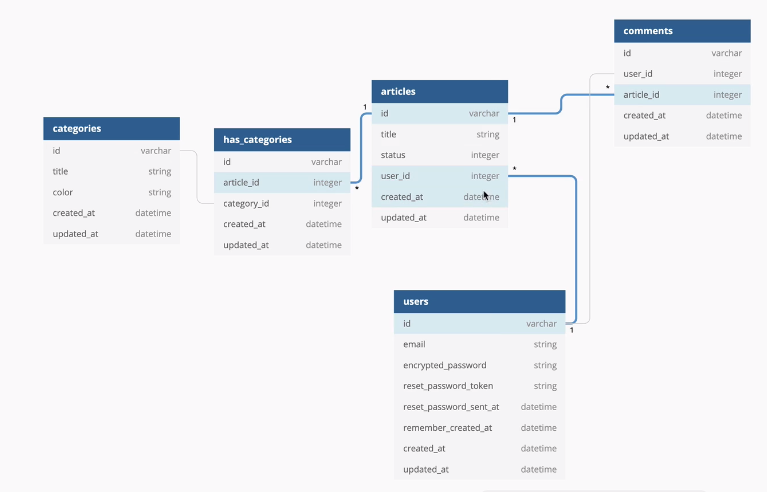 categories
id varchar
title string
color string
created_at datetime
updated_at datetime
has_categories
id varchar
article_id integer
category_id integer
created_at datetime
updated_at datetime
1
*
articles
id varchar
title string
status integer
user_id integer
created_at datetime
updated_at datetime
1
*
*
comments
id varchar
user_id integer
article_id integer
created_at datetime
updated_at datetime
users
id varchar
email string
encrypted_password string
reset_password_token string
reset_password_sent_at datetime
remember_created_at datetime
created_at datetime
updated_at datetime
1